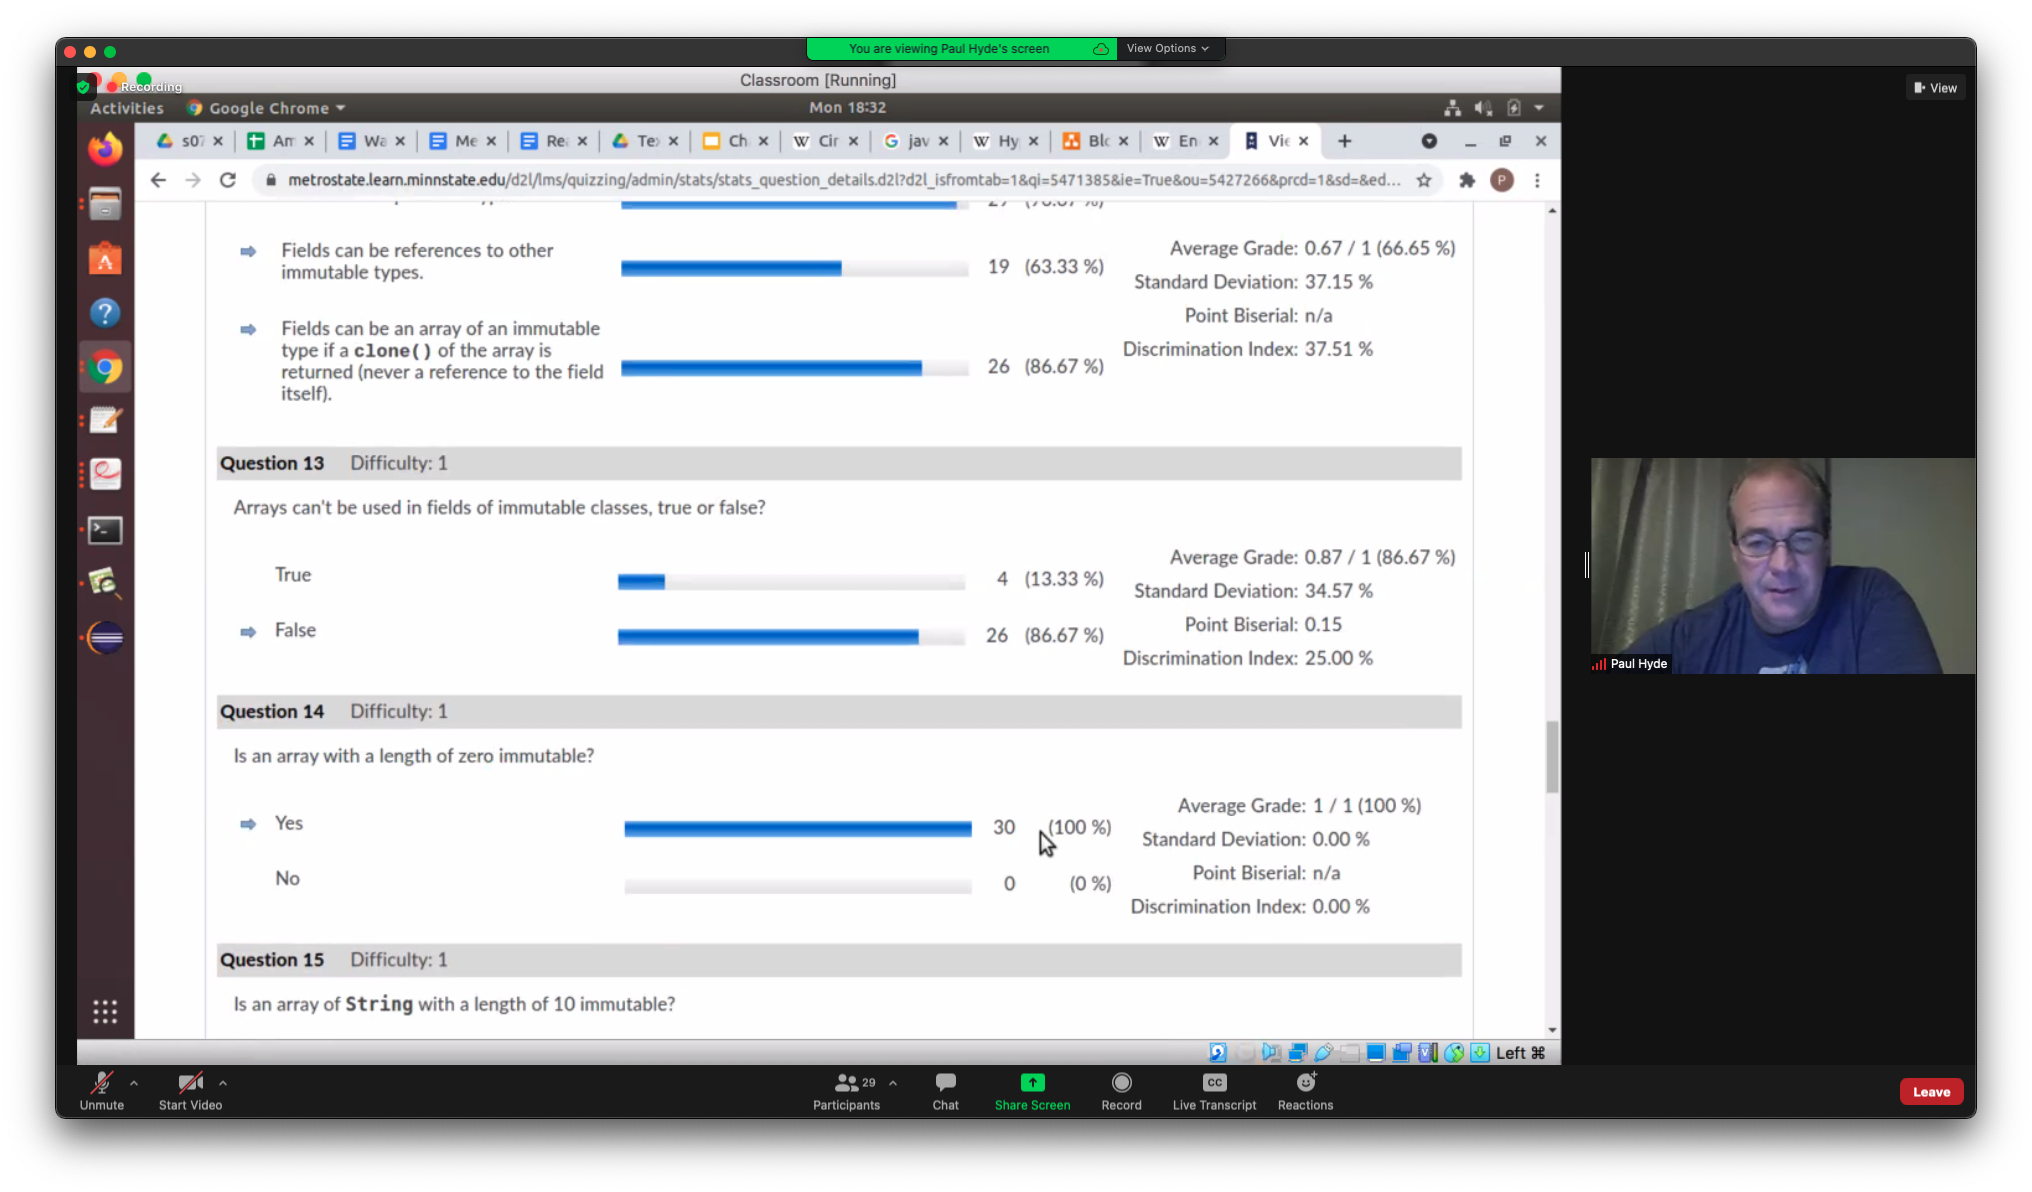 You are viewing Paul Hyde's screen
View Options
Classroom [Running]
View
Recording
Activities
Google Chrome
Mon 18:32
s07
Am
Wa
Me
Rea
Te
Ch
Cir
jav
Hy
Blo
En
Vie
metrostate.learn.minnstate.edu/d2l/lms/quizzing/admin/stats/stats_question_details.d2l?d2l_isfromtab=1&qi=5471385&ie=True&ou=5427266&prcd=1&sd=&ed...
P
Fields can be references to other
immutable types.
19 (63.33 %)
Average Grade: 0.67 / 1 (66.65 %)
Standard Deviation: 37.15 %
Point Biserial: n/a
Discrimination Index: 37.51 %
Fields can be an array of an immutable
type if a clone() of the array is
returned (never a reference to the field
itself).
26 (86.67 %)
Question 13 Difficulty: 1
Arrays can't be used in fields of immutable classes, true or false?
True
4 (13.33 %)
False
26 (86.67 %)
Average Grade: 0.87 / 1 (86.67 %)
Standard Deviation: 34.57 %
Point Biserial: 0.15
Discrimination Index: 25.00 %
Question 14 Difficulty: 1
Is an array with a length of zero immutable?
Yes
30 (100 %)
No
0 (0 %)
Average Grade: 1 / 1 (100 %)
Standard Deviation: 0.00 %
Point Biserial: n/a
Discrimination Index: 0.00 %
Question 15 Difficulty: 1
Is an array of String with a length of 10 immutable?
Paul Hyde
Left ⌘
Unmute
Start Video
29
Participants
Chat
Share Screen
Record
CC
Live Transcript
Reactions
Leave